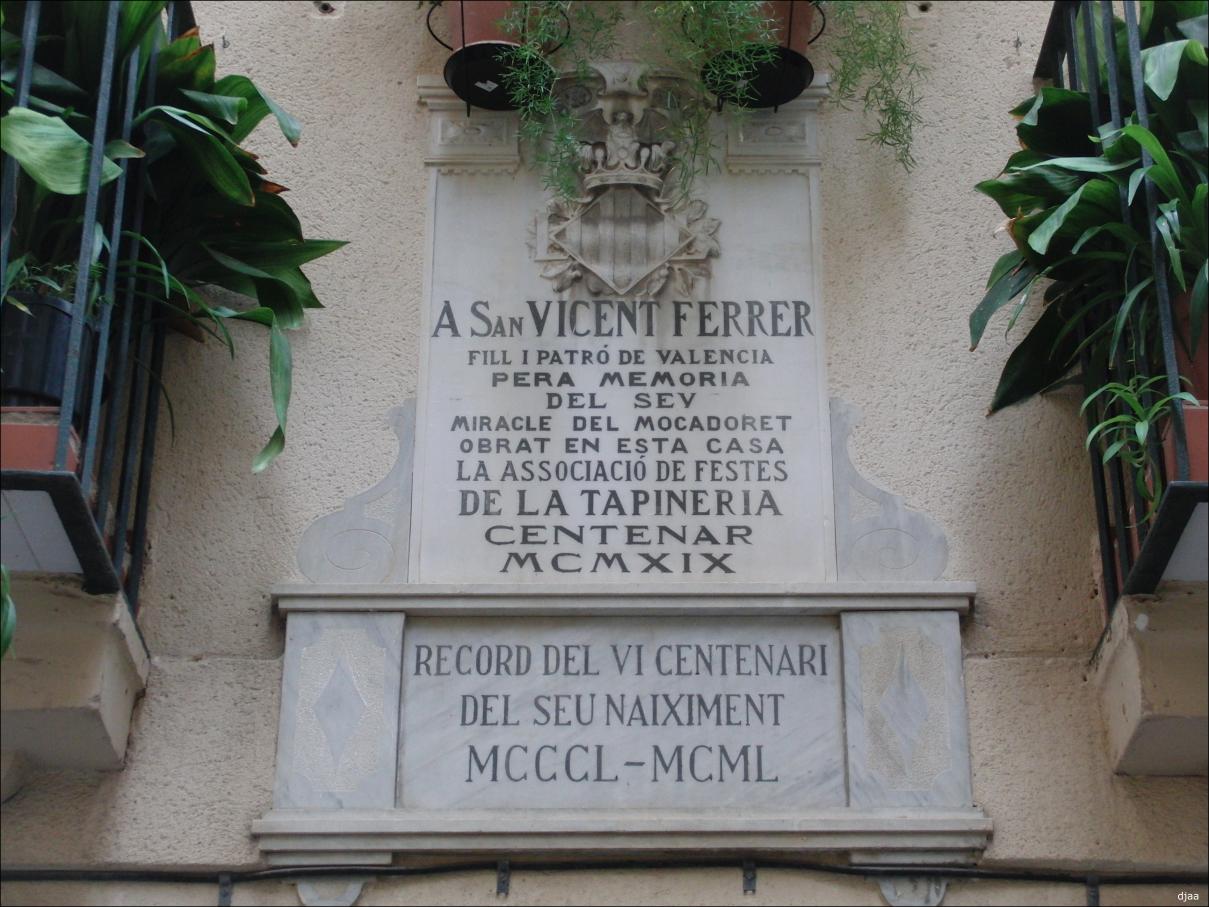 A San VICENT FERRER
FILL I PATRÓ DE VALENCIA
PERA MEMORIA
DEL SEV
MIRACLE DEL MOCADORET
OBRAT EN ESTA CASA
LA ASSOCIACIÓ DE FESTES
DE LA TAPINERIA
CENTENAR
MCMXIX
RECORD DEL VI CENTENARI
DEL SEU NAIXIMENT
MCCCL-MCML
djaa